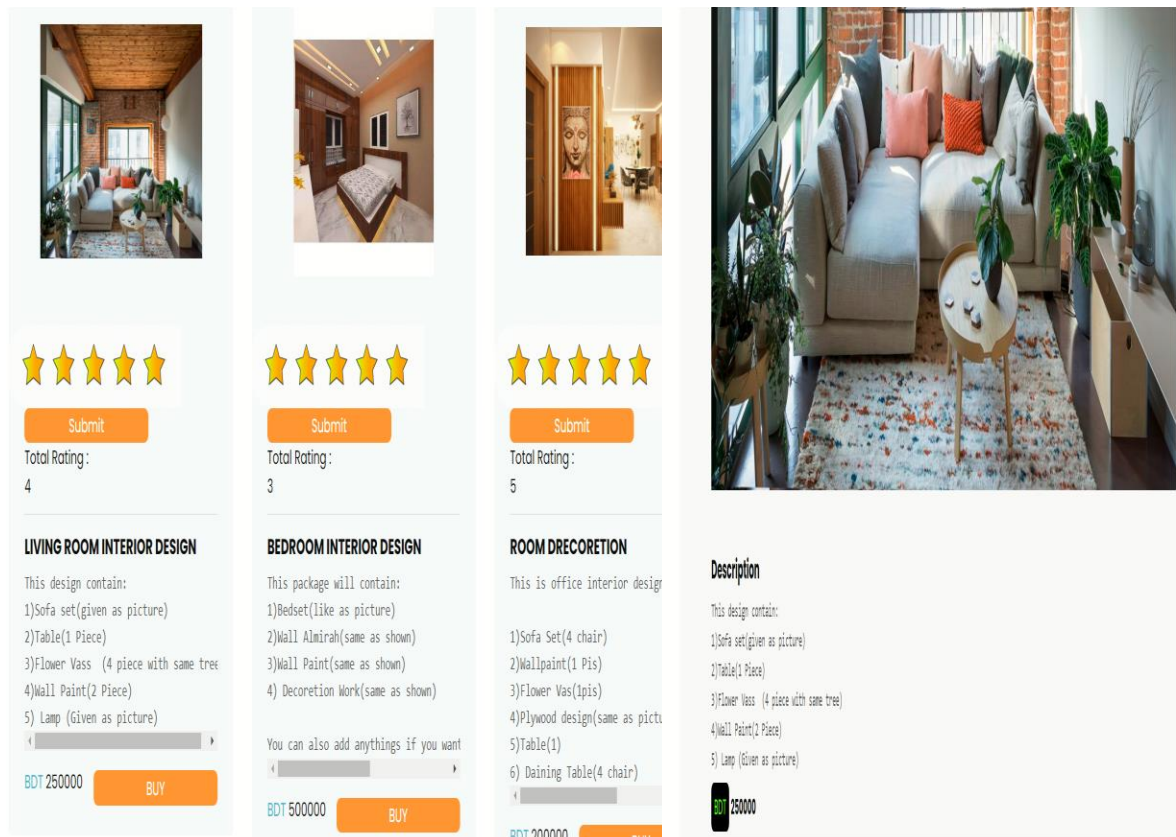 Submit
Total Rating :
4
LIVING ROOM INTERIOR DESIGN
This design contain:
1)Sofa set(given as picture)
2)Table(1 Piece)
3)Flower Vass (4 piece with same tree
4)Wall Paint(2 Piece)
5) Lamp (Given as picture)
BDT 250000
BUY
Submit
Total Rating :
3
BEDROOM INTERIOR DESIGN
This package will contain:
1)Bedset(like as picture)
2)Wall Almirah(same as shown)
3)Wall Paint(same as shown)
4) Decoretion Work(same as shown)
You can also add anythings if you want
BDT 500000
BUY
Submit
Total Rating :
5
ROOM DRECORETION
This is office interior design
1)Sofa Set(4 chair)
2)Wallpaint(1 Pis)
3)Flower Vas(1pis)
4)Plywood design(same as pictu
5)Table(1)
6) Daining Table(4 chair)
BDT 200000
BUY
Description
This design contain:
1)Sofa set(given as picture)
2)Table(1 Piece)
3)Flower Vass (4 piece with same tree)
4)Wall Paint(2 Piece)
5) Lamp (Given as picture)
BDT 250000